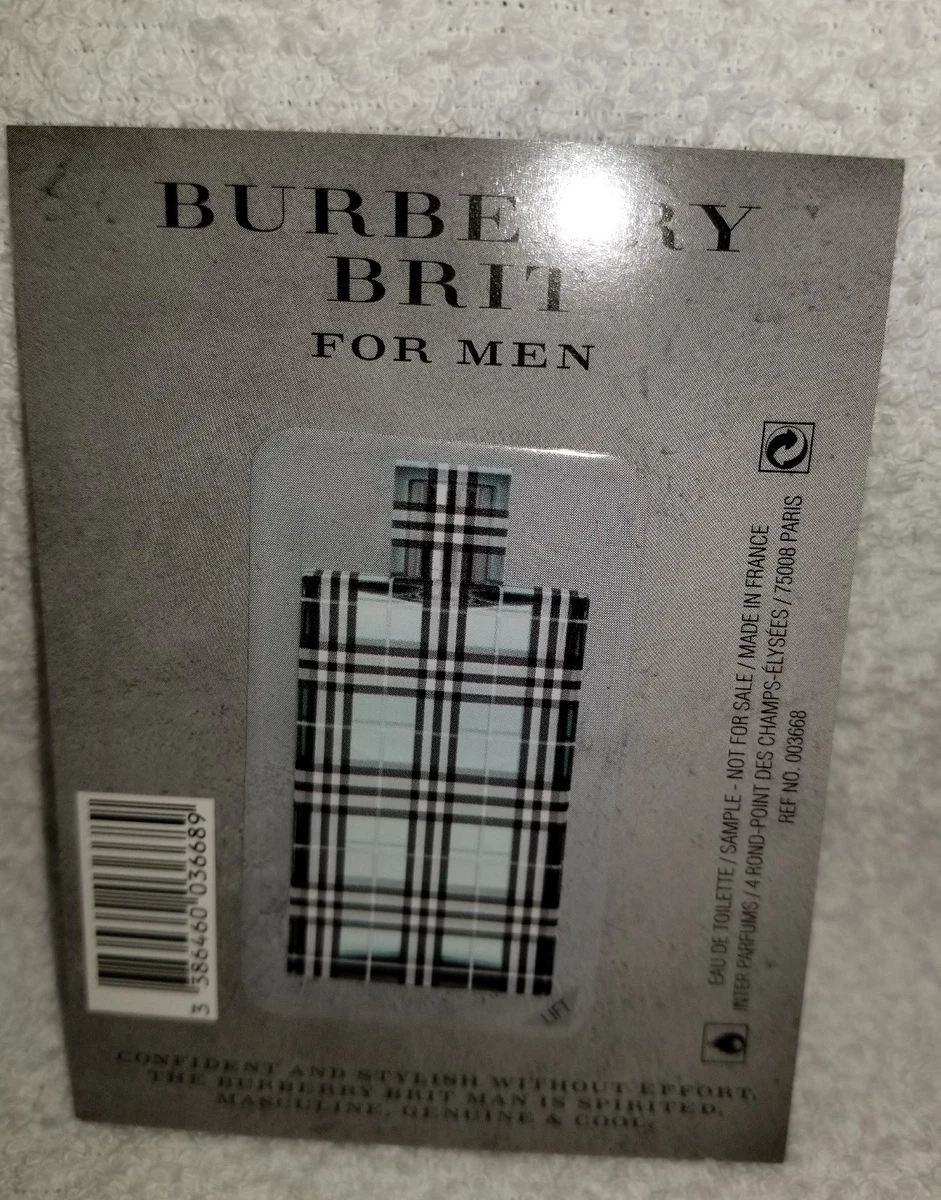 BURBERRY
BRIT
FOR MEN
LIFT
3 386460 036689
EAU DE TOILETTE / SAMPLE - NOT FOR SALE / MADE IN FRANCE
INTER PARFUMS / 4 ROND-POINT DES CHAMPS-ÉLYSÉES / 75008 PARIS
REF NO. 003668
CONFIDENT AND STYLISH WITHOUT EFFORT,
THE BURBERRY BRIT MAN IS SPIRITED,
MASCULINE, GENUINE & COOL.